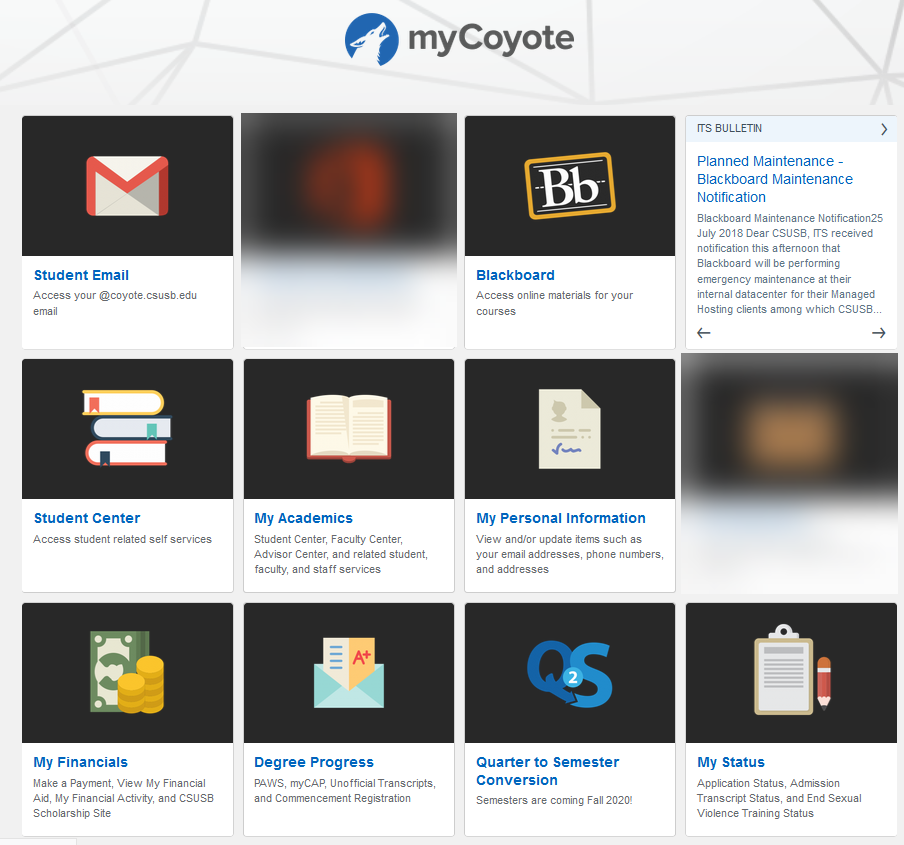 myCoyote
Bb
ITS BULLETIN
Planned Maintenance -
Blackboard Maintenance
Notification
Blackboard Maintenance Notification25
July 2018 Dear CSUSB, ITS received
notification this afternoon that
Blackboard will be performing
emergency maintenance at their
internal datacenter for their Managed
Hosting clients among which CSUSB...
Student Email
Access your @coyote.csusb.edu
email
Blackboard
Access online materials for your
courses
Student Center
Access student related self services
My Academics
Student Center, Faculty Center,
Advisor Center, and related student,
faculty, and staff services
My Personal Information
View and/or update items such as
your email addresses, phone numbers,
and addresses
A+
Q2S
My Financials
Make a Payment, View My Financial
Aid, My Financial Activity, and CSUSB
Scholarship Site
Degree Progress
PAWS, myCAP, Unofficial Transcripts,
and Commencement Registration
Quarter to Semester
Conversion
Semesters are coming Fall 2020!
My Status
Application Status, Admission
Transcript Status, and End Sexual
Violence Training Status